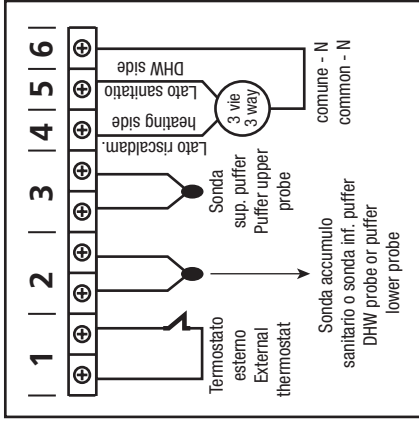 1 2 3 4 5 6
Termostato
esterno
External
thermostat
Sonda accumulo
sanitario o sonda inf. puffer
DHW probe or puffer
lower probe
Sonda
sup. puffer
Puffer upper
probe
Lato riscaldam.
heating side
Lato sanitatio
DHW side
3 vie
3 way
comune - N
common - N